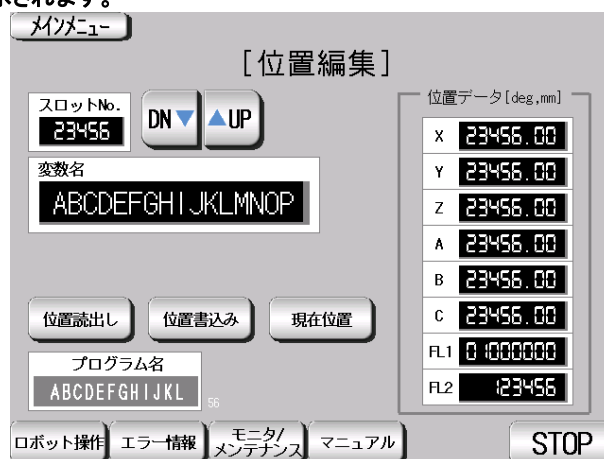 示されます。
メインメニュー
[位置編集]
スロットNo.
23456
DN▼ ▲UP
変数名
ABCDEFGHIJKLMNOP
位置データ[deg,mm]
X 23456.00
Y 23456.00
Z 23456.00
A 23456.00
B 23456.00
C 23456.00
FL1 01000000
FL2 123456
位置読出し 位置書込み 現在位置
プログラム名
ABCDEFGHIJKL
56
ロボット操作 エラー情報 モニタ/
メンテナンス マニュアル STOP